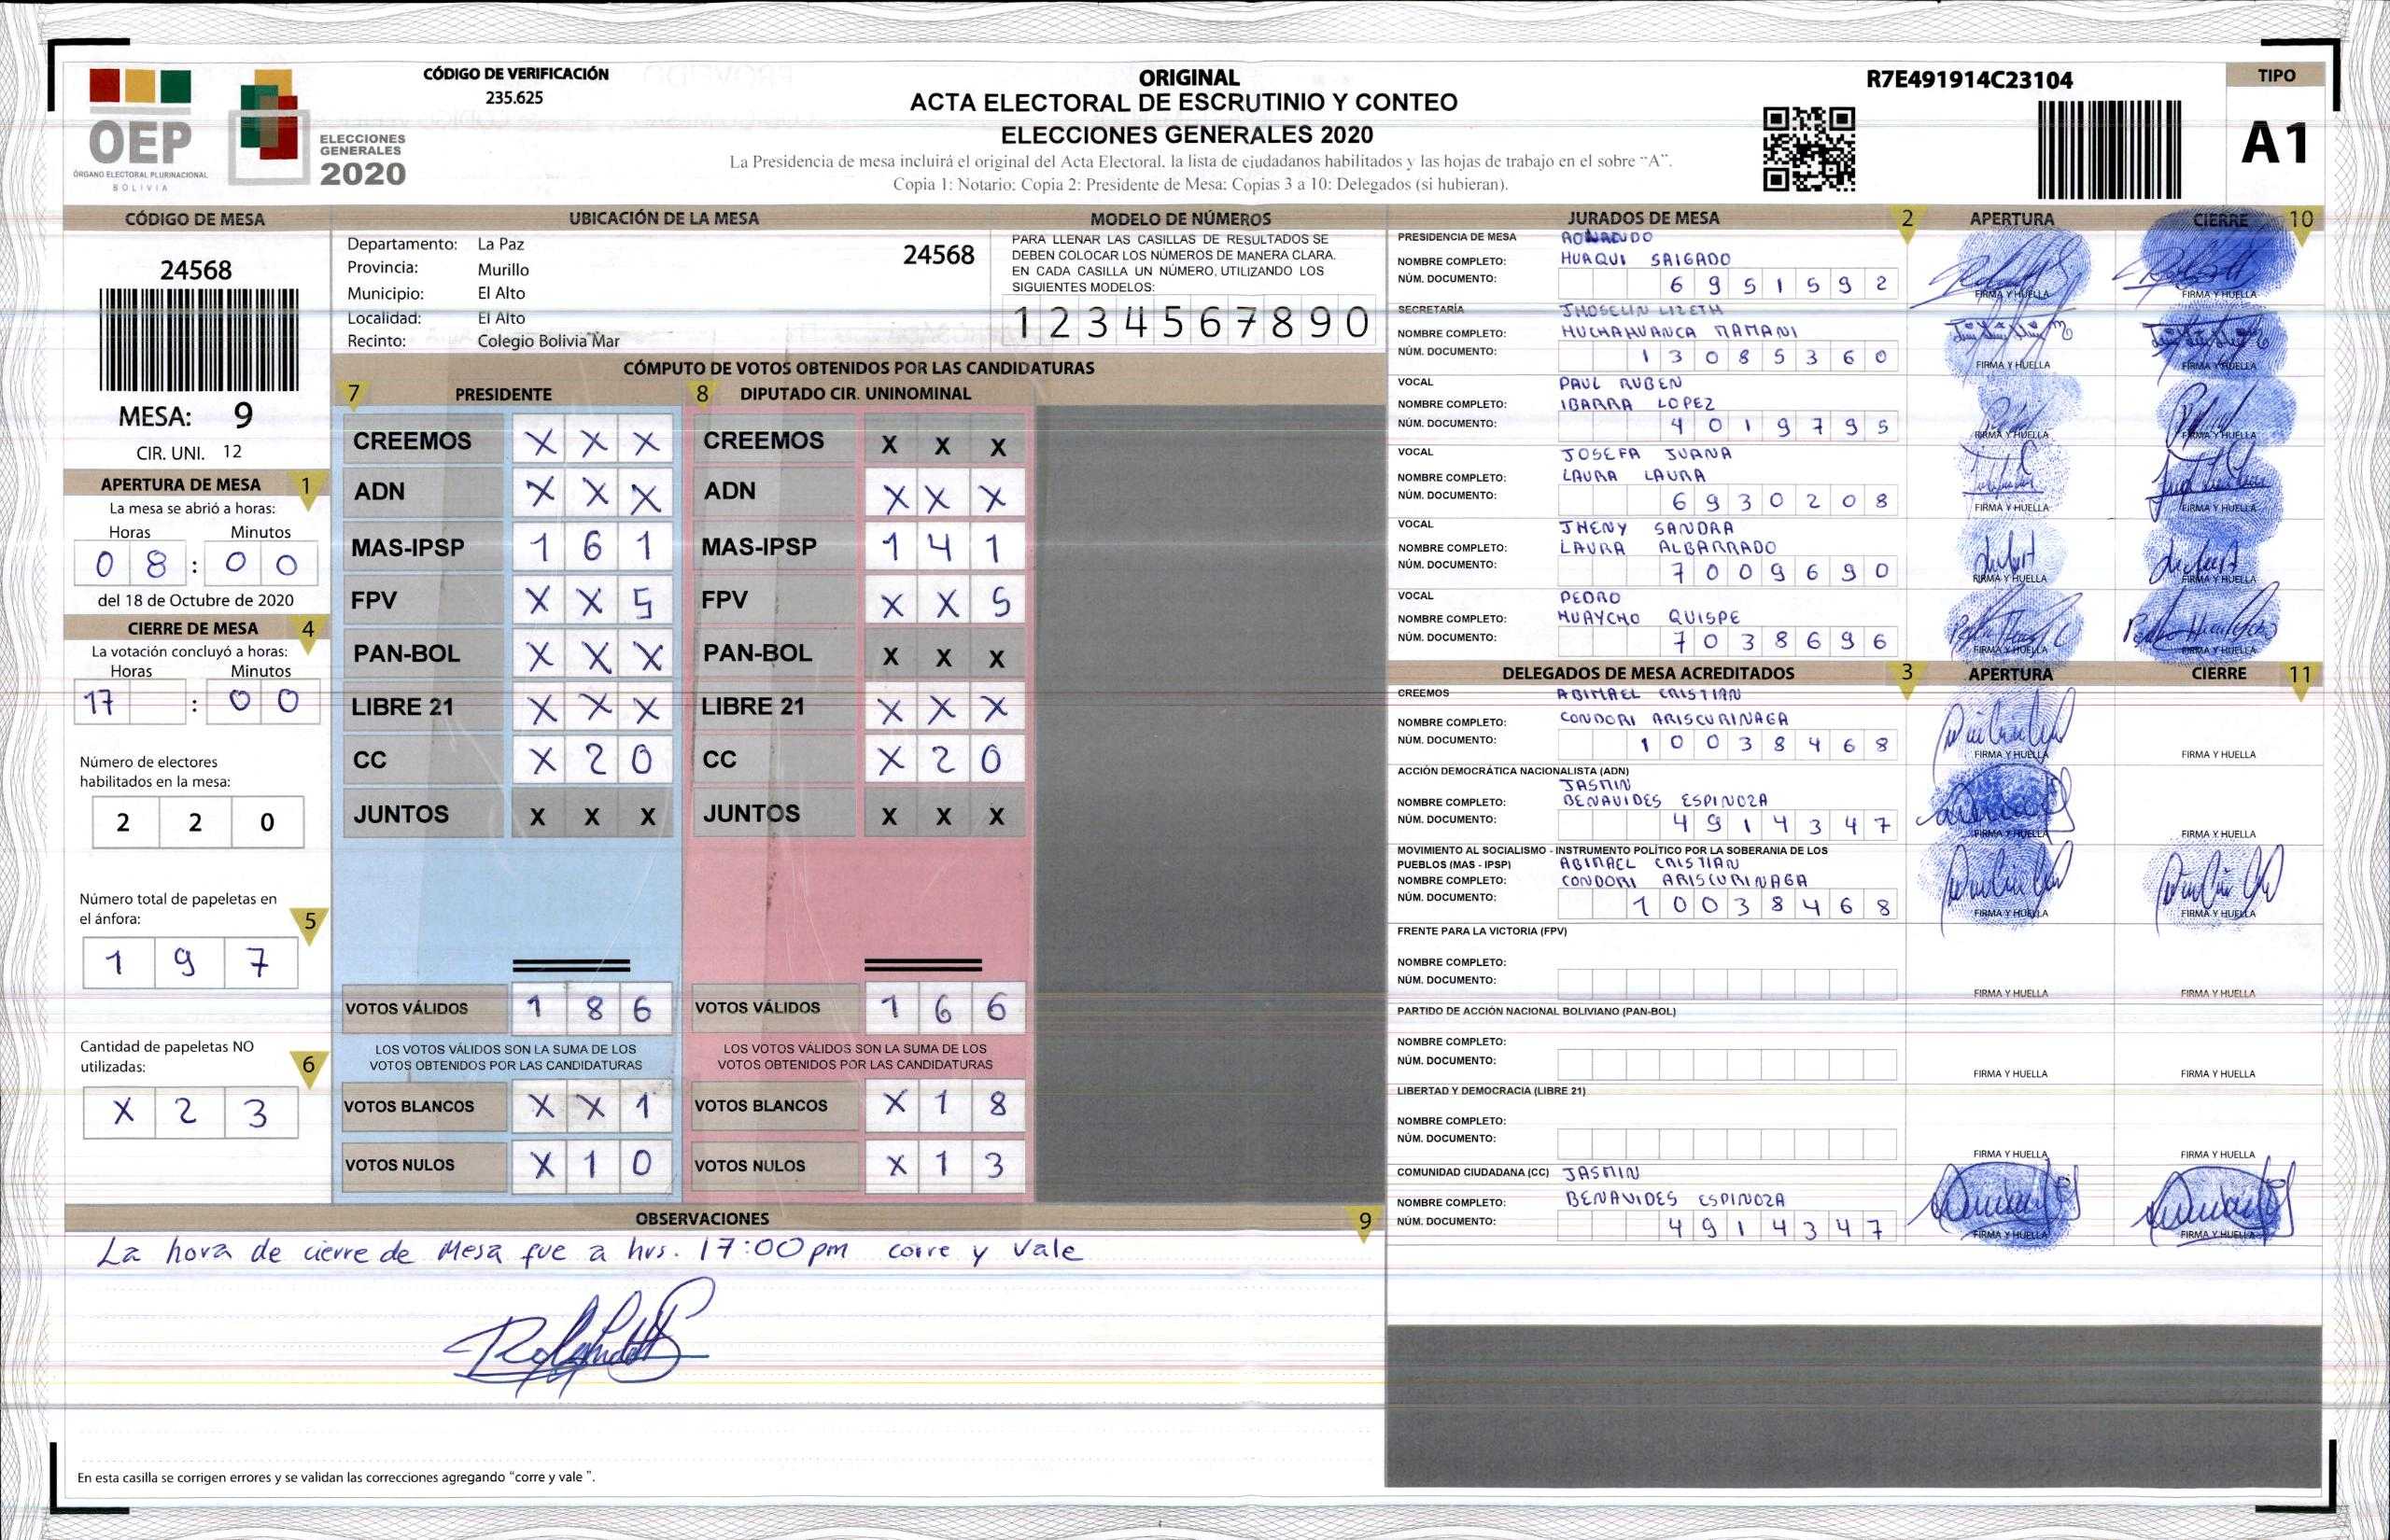 CÓDIGO DE VERIFICACIÓN
235.625
OEP
ÓRGANO ELECTORAL PLURINACIONAL
BOLIVIA
ELECCIONES
GENERALES
2020
ORIGINAL
ACTA ELECTORAL DE ESCRUTINIO Y CONTEO
ELECCIONES GENERALES 2020
La Presidencia de mesa incluirá el original del Acta Electoral, la lista de ciudadanos habilitados y las hojas de trabajo en el sobre "A".
Copia 1: Notario; Copia 2: Presidente de Mesa; Copias 3 a 10: Delegados (si hubieran).
R7E491914C23104
TIPO
A1
CÓDIGO DE MESA
24568
MESA: 9
CIR. UNI. 12
APERTURA DE MESA 1
La mesa se abrió a horas:
Horas Minutos
0 8 : 0 0
del 18 de Octubre de 2020
CIERRE DE MESA 4
La votación concluyó a horas:
Horas Minutos
17 : 0 0
Número de electores
habilitados en la mesa:
2 2 0
Número total de papeletas en
el ánfora: 5
1 9 7
Cantidad de papeletas NO
utilizadas: 6
X 2 3
UBICACIÓN DE LA MESA
Departamento: La Paz
24568
Provincia: Murillo
Municipio: El Alto
Localidad: El Alto
Recinto: Colegio Bolivia Mar
MODELO DE NÚMEROS
PARA LLENAR LAS CASILLAS DE RESULTADOS SE
DEBEN COLOCAR LOS NÚMEROS DE MANERA CLARA.
EN CADA CASILLA UN NÚMERO, UTILIZANDO LOS
SIGUIENTES MODELOS:
1 2 3 4 5 6 7 8 9 0
CÓMPUTO DE VOTOS OBTENIDOS POR LAS CANDIDATURAS
7 PRESIDENTE
CREEMOS X X X
ADN X X X
MAS-IPSP 1 6 1
FPV X X 5
PAN-BOL X X X
LIBRE 21 X X X
CC X 2 0
JUNTOS X X X
VOTOS VÁLIDOS 1 8 6
LOS VOTOS VÁLIDOS SON LA SUMA DE LOS
VOTOS OBTENIDOS POR LAS CANDIDATURAS
VOTOS BLANCOS X X 1
VOTOS NULOS X 1 0
8 DIPUTADO CIR. UNINOMINAL
CREEMOS X X X
ADN X X X
MAS-IPSP 1 4 1
FPV X X 5
PAN-BOL X X X
LIBRE 21 X X X
CC X 2 0
JUNTOS X X X
VOTOS VÁLIDOS 1 6 6
LOS VOTOS VÁLIDOS SON LA SUMA DE LOS
VOTOS OBTENIDOS POR LAS CANDIDATURAS
VOTOS BLANCOS X 1 8
VOTOS NULOS X 1 3
OBSERVACIONES 9
La hora de cierre de Mesa fue a hrs. 17:00 pm corre y vale
En esta casilla se corrigen errores y se validan las correcciones agregando "corre y vale ".
JURADOS DE MESA 2 APERTURA CIERRE 10
PRESIDENCIA DE MESA
NOMBRE COMPLETO: HUAQUI SAIGADO
NÚM. DOCUMENTO: 6 9 5 1 5 9 2
FIRMA Y HUELLA FIRMA Y HUELLA
SECRETARÍA JHOSELIN LIZETH
NOMBRE COMPLETO: HUCHAHUANCA MAMANI
NÚM. DOCUMENTO: 1 3 0 8 5 3 6 0
FIRMA Y HUELLA FIRMA Y HUELLA
VOCAL PAUL RUBEN
NOMBRE COMPLETO: IBARRA LOPEZ
NÚM. DOCUMENTO: 4 0 1 9 7 9 5
FIRMA Y HUELLA FIRMA Y HUELLA
VOCAL JOSEFA JUANA
NOMBRE COMPLETO: LAURA LAURA
NÚM. DOCUMENTO: 6 9 3 0 2 0 8
FIRMA Y HUELLA FIRMA Y HUELLA
VOCAL JHENY SANDRA
NOMBRE COMPLETO: LAURA ALBARRADO
NÚM. DOCUMENTO: 7 0 0 9 6 9 0
FIRMA Y HUELLA FIRMA Y HUELLA
VOCAL PEDRO
NOMBRE COMPLETO: HUAYCHO QUISPE
NÚM. DOCUMENTO: 7 0 3 8 6 9 6
FIRMA Y HUELLA FIRMA Y HUELLA
DELEGADOS DE MESA ACREDITADOS 3 APERTURA CIERRE 11
CREEMOS ABIMAEL CRISTIAN
NOMBRE COMPLETO: CONDORI ARISCURINAGA
NÚM. DOCUMENTO: 1 0 0 3 8 4 6 8
FIRMA Y HUELLA FIRMA Y HUELLA
ACCIÓN DEMOCRÁTICA NACIONALISTA (ADN)
JASMIN
NOMBRE COMPLETO: BENAVIDES ESPINOZA
NÚM. DOCUMENTO: 4 9 1 4 3 4 7
FIRMA Y HUELLA FIRMA Y HUELLA
MOVIMIENTO AL SOCIALISMO - INSTRUMENTO POLÍTICO POR LA SOBERANIA DE LOS
PUEBLOS (MAS - IPSP) ABIMAEL CRISTIAN
NOMBRE COMPLETO: CONDORI ARISCURINAGA
NÚM. DOCUMENTO: 1 0 0 3 8 4 6 8
FIRMA Y HUELLA FIRMA Y HUELLA
FRENTE PARA LA VICTORIA (FPV)
NOMBRE COMPLETO:
NÚM. DOCUMENTO:
FIRMA Y HUELLA FIRMA Y HUELLA
PARTIDO DE ACCIÓN NACIONAL BOLIVIANO (PAN-BOL)
NOMBRE COMPLETO:
NÚM. DOCUMENTO:
FIRMA Y HUELLA FIRMA Y HUELLA
LIBERTAD Y DEMOCRACIA (LIBRE 21)
NOMBRE COMPLETO:
NÚM. DOCUMENTO:
FIRMA Y HUELLA FIRMA Y HUELLA
COMUNIDAD CIUDADANA (CC) JASMIN
NOMBRE COMPLETO: BENAVIDES ESPINOZA
NÚM. DOCUMENTO: 4 9 1 4 3 4 7
FIRMA Y HUELLA FIRMA Y HUELLA